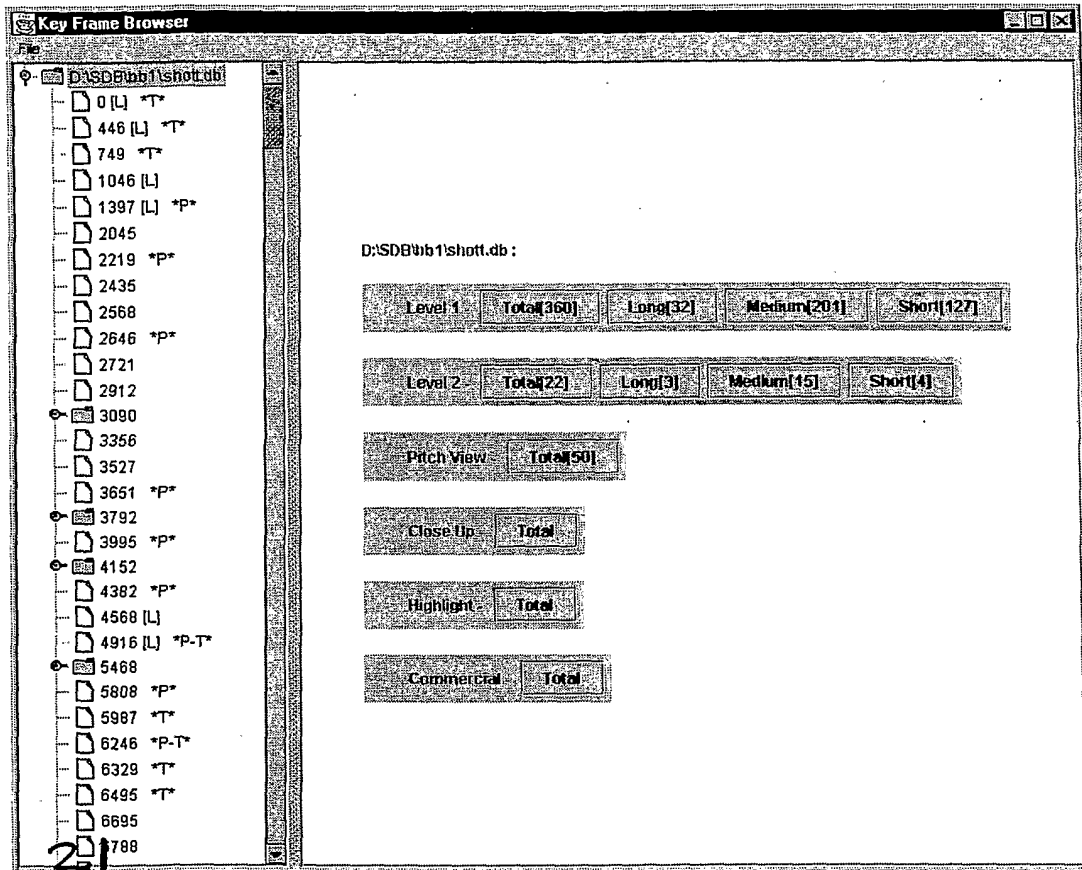 Key Frame Browser
File
D:\SDB\bb1\shott.db
0 [L] *T*
446 [L] *T*
749 *T*
1046 [L]
1397 [L] *P*
2045
2219 *P*
2435
2568
2646 *P*
2721
2912
3090
3356
3527
3651 *P*
3792
3995 *P*
4152
4382 *P*
4568 [L]
4916 [L] *P-T*
5468
5808 *P*
5987 *T*
6246 *P-T*
6329 *T*
6495 *T*
6695
6798
21
D:\SDB\bb1\shott.db :
Level 1 - Total[360] Long[32] Medium[201] Short[127]
Level 2 - Total[22] Long[3] Medium[15] Short[4]
Pitch View - Total[50]
Close Up - Total
Highlight - Total
Commercial - Total